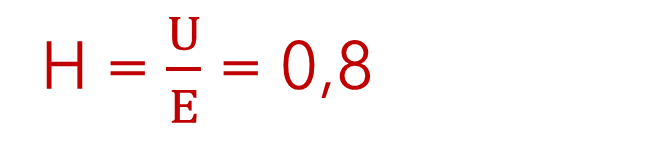 H = U/E = 0,8